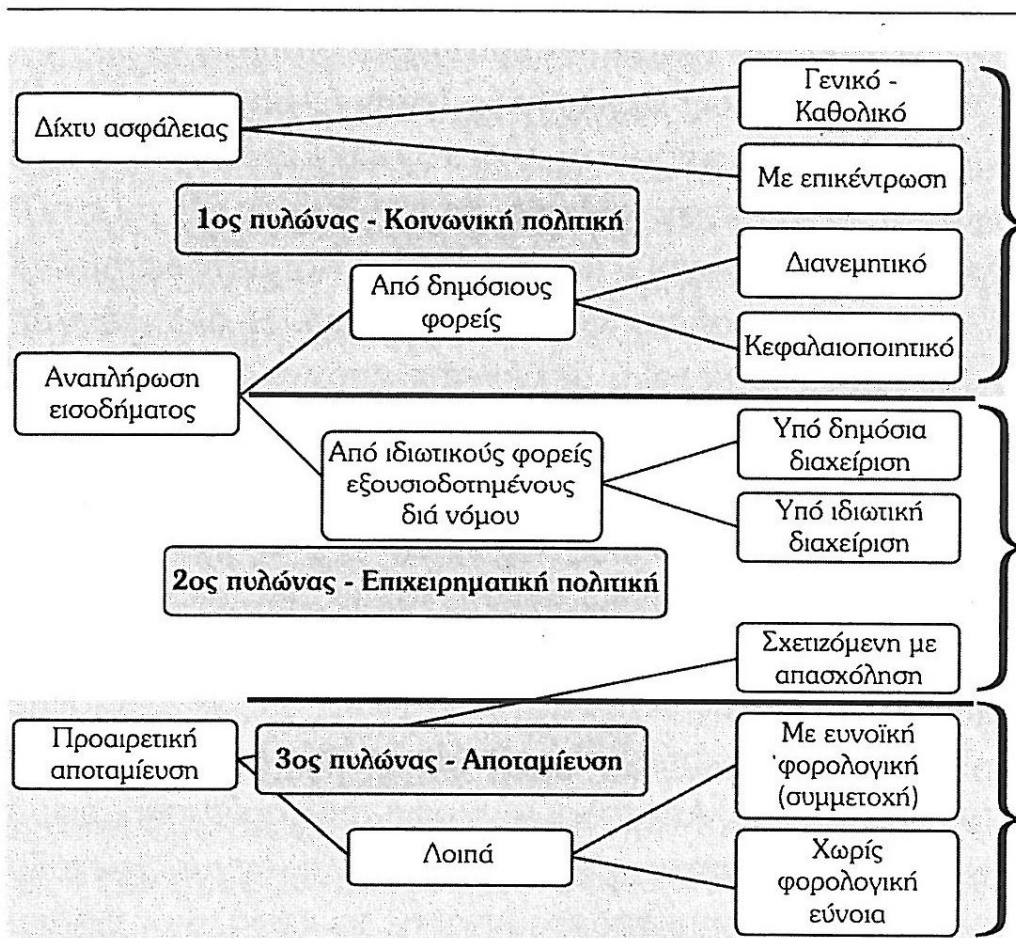 Γενικό -
Καθολικό
Δίχτυ ασφάλειας
Με επικέντρωση
1ος πυλώνας - Κοινωνική πολιτική
Διανεμητικό
Από δημόσιους
φορείς
Κεφαλαιοποιητικό
Αναπλήρωση
εισοδήματος
Υπό δημόσια
διαχείριση
Από ιδιωτικούς φορείς
εξουσιοδοτημένους
διά νόμου
Υπό ιδιωτική
διαχείριση
2ος πυλώνας - Επιχειρηματική πολιτική
Σχετιζόμενη με
απασχόληση
Προαιρετική
αποταμίευση
3ος πυλώνας - Αποταμίευση
Με ευνοϊκή
φορολογική
(συμμετοχή)
Λοιπά
Χωρίς
φορολογική
εύνοια